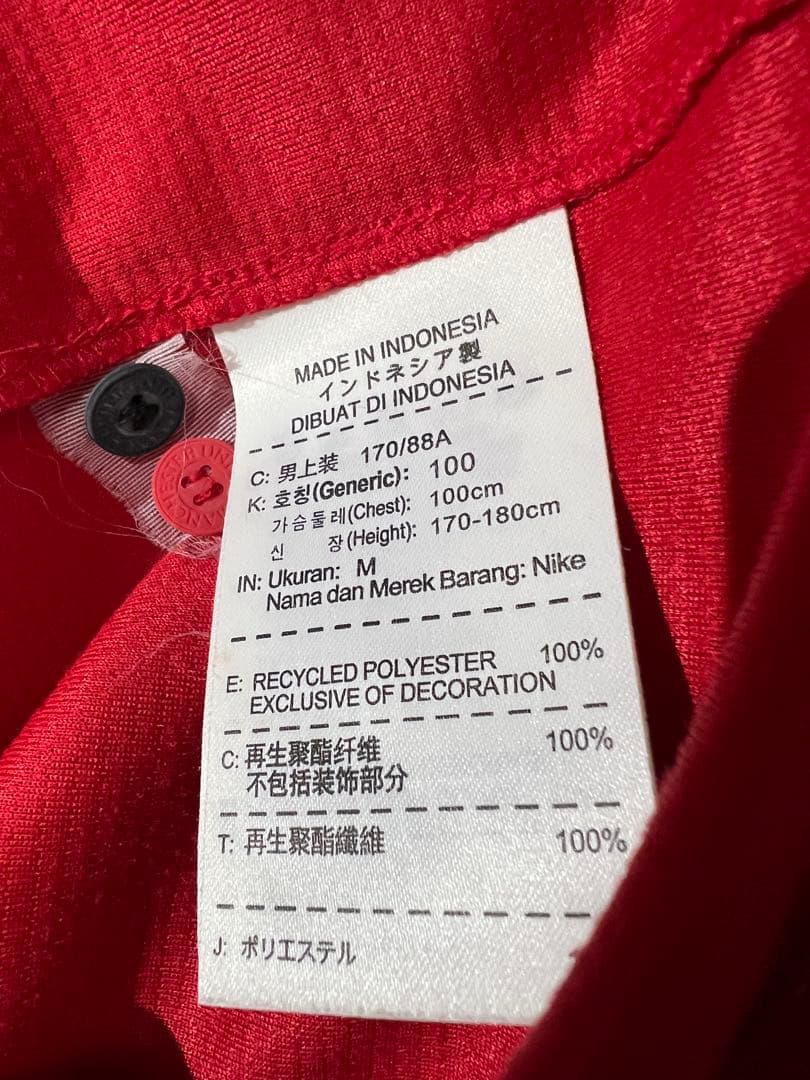 MADE IN INDONESIA
インドネシア製
DIBUAT DI INDONESIA
C: 男上装 170/88A
K: 호칭(Generic): 100
가슴둘레(Chest): 100cm
신 장(Height): 170-180cm
IN: Ukuran: M
Nama dan Merek Barang: Nike
E: RECYCLED POLYESTER 100%
EXCLUSIVE OF DECORATION
C: 再生聚酯纤维 100%
不包括装饰部分
T: 再生聚酯纖維 100%
J: ポリエステル